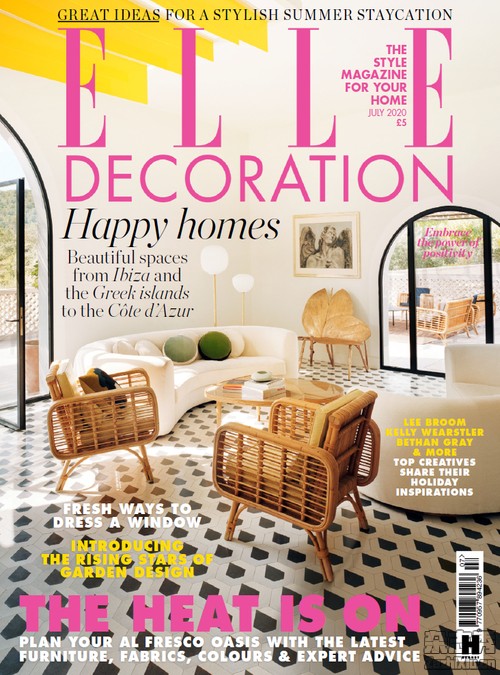 GREAT IDEAS FOR A STYLISH SUMMER STAYCATION
ELLE
DECORATION
THE
STYLE
MAGAZINE
FOR YOUR
HOME
JULY 2020
£5
Happy homes
Beautiful spaces
from Ibiza and
the Greek islands
to the Côte d'Azur
Embrace
the power of
positivity
LEE BROOM
KELLY WEARSTLER
BETHAN GRAY
& MORE
TOP CREATIVES
SHARE THEIR
HOLIDAY
INSPIRATIONS
FRESH WAYS TO
DRESS A WINDOW
INTRODUCING
THE RISING STARS OF
GARDEN DESIGN
THE HEAT IS ON
PLAN YOUR AL FRESCO OASIS WITH THE LATEST
FURNITURE, FABRICS, COLOURS & EXPERT ADVICE
07
9770957894236
H